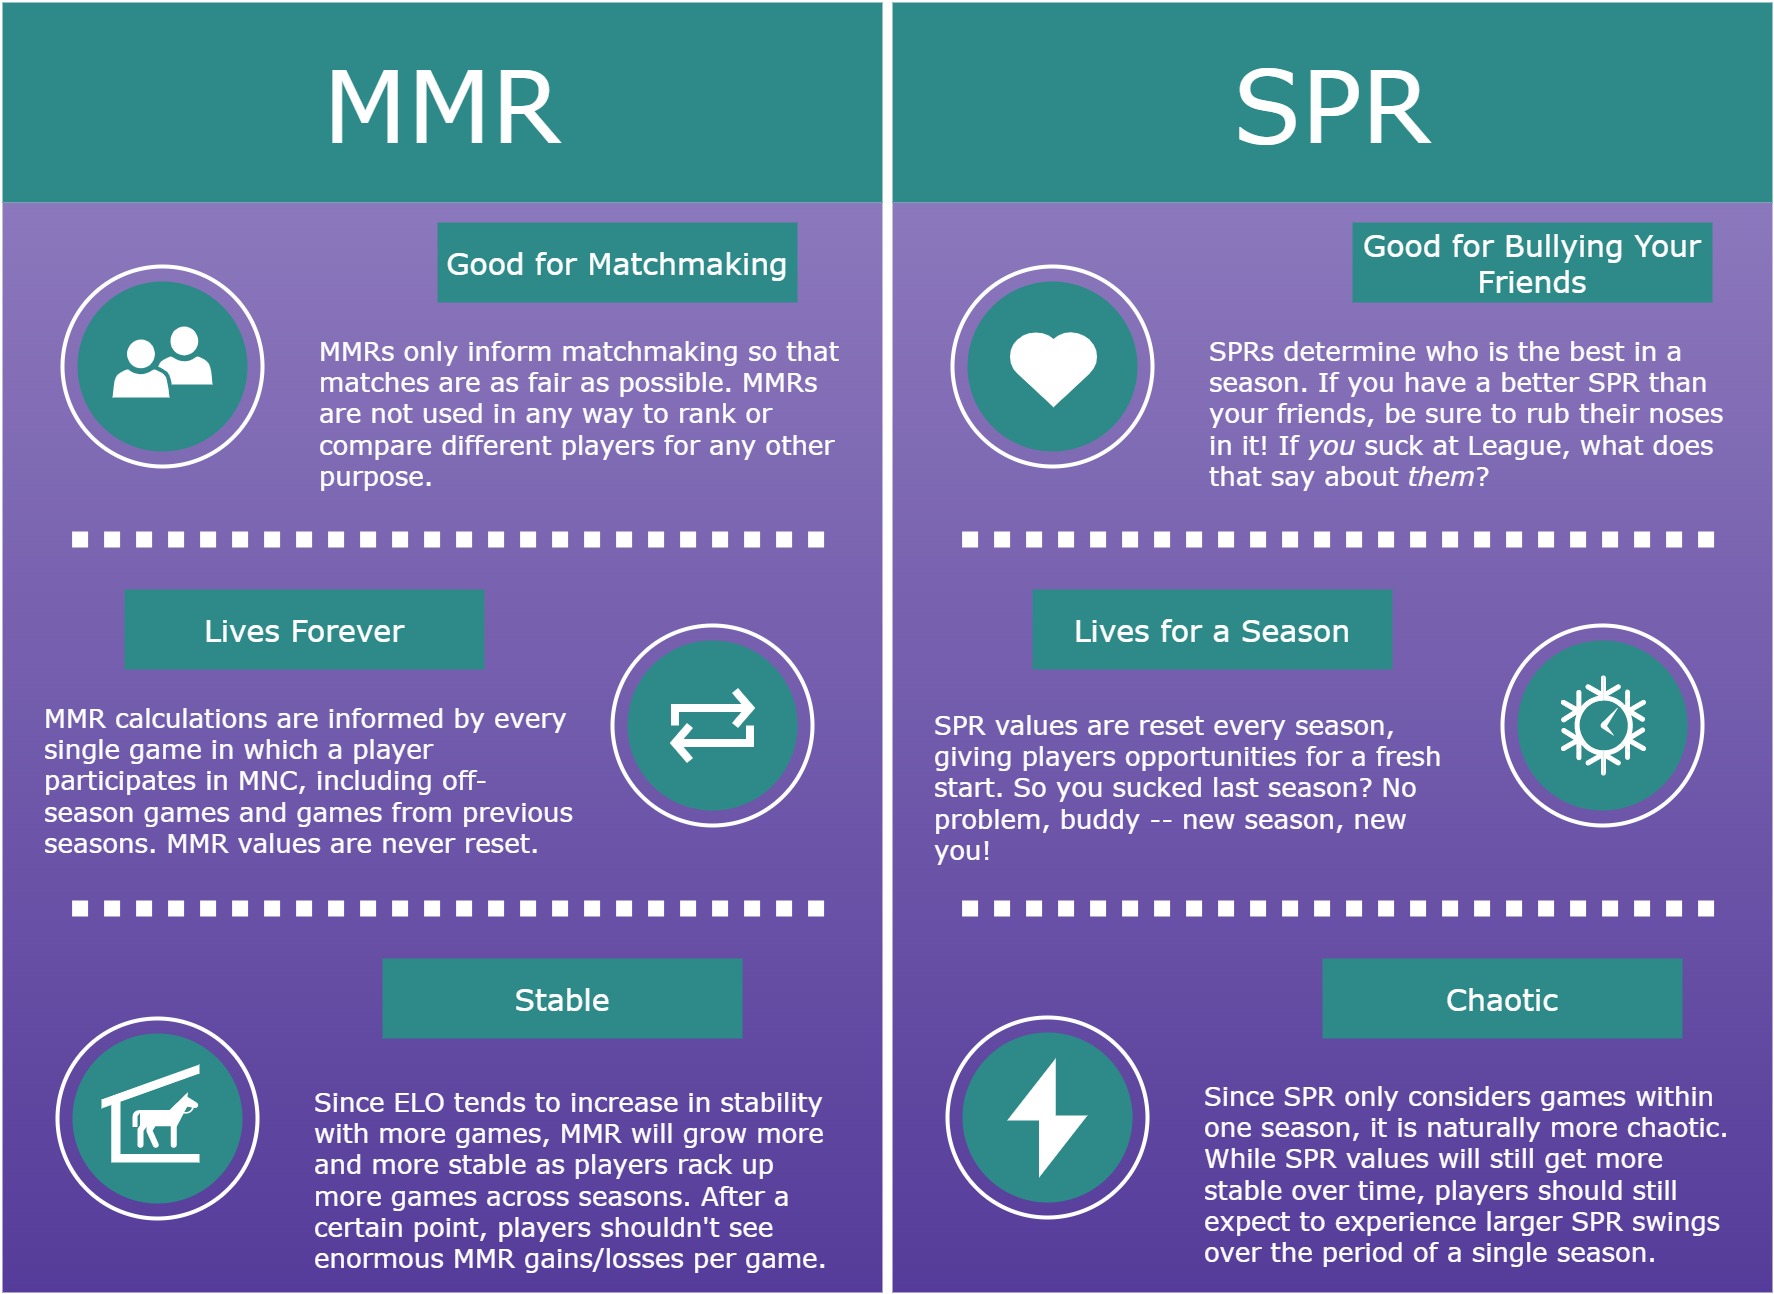 MMR
Good for Matchmaking
MMRs only inform matchmaking so that
matches are as fair as possible. MMRs
are not used in any way to rank or
compare different players for any other
purpose.
Lives Forever
MMR calculations are informed by every
single game in which a player
participates in MNC, including off-
season games and games from previous
seasons. MMR values are never reset.
Stable
Since ELO tends to increase in stability
with more games, MMR will grow more
and more stable as players rack up
more games across seasons. After a
certain point, players shouldn't see
enormous MMR gains/losses per game.
SPR
Good for Bullying Your
Friends
SPRs determine who is the best in a
season. If you have a better SPR than
your friends, be sure to rub their noses
in it! If you suck at League, what does
that say about them?
Lives for a Season
SPR values are reset every season,
giving players opportunities for a fresh
start. So you sucked last season? No
problem, buddy -- new season, new
you!
Chaotic
Since SPR only considers games within
one season, it is naturally more chaotic.
While SPR values will still get more
stable over time, players should still
expect to experience larger SPR swings
over the period of a single season.